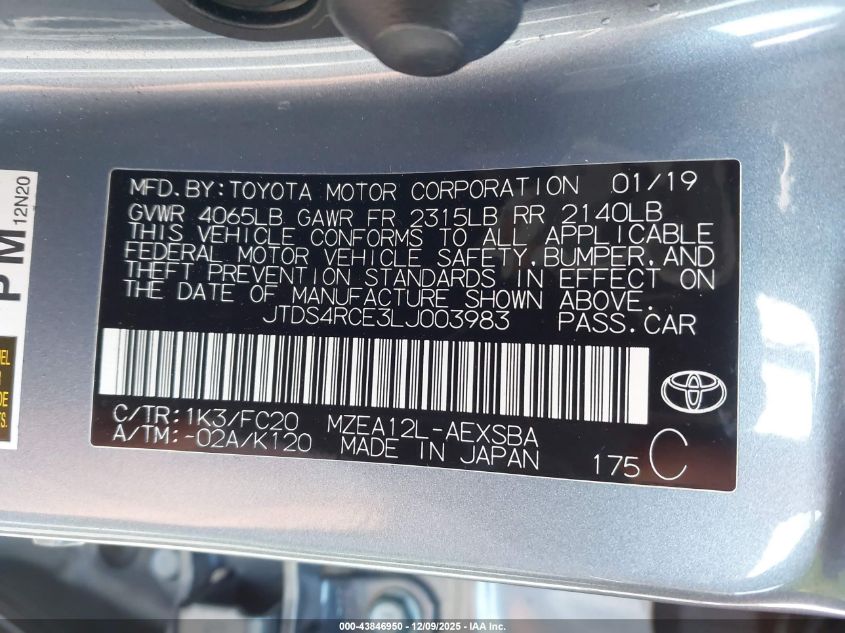 MFD.BY:TOYOTA MOTOR CORPORATION 01/19
GVWR 4065LB GAWR FR 2315LB RR 2140LB
THIS VEHICLE CONFORMS TO ALL APPLICABLE
FEDERAL MOTOR VEHICLE SAFETY,BUMPER,AND
THEFT PREVENTION STANDARDS IN EFFECT ON
THE DATE OF MANUFACTURE SHOWN ABOVE.
JTDS4RCE3LJ003983 PASS.CAR
C/TR:1K3/FC20 MZEA12L-AEXSBA
A/TM:-02A/K120 MADE IN JAPAN 175 C
PM 12N20
000-43846950 - 12/09/2025 - IAA, LLC